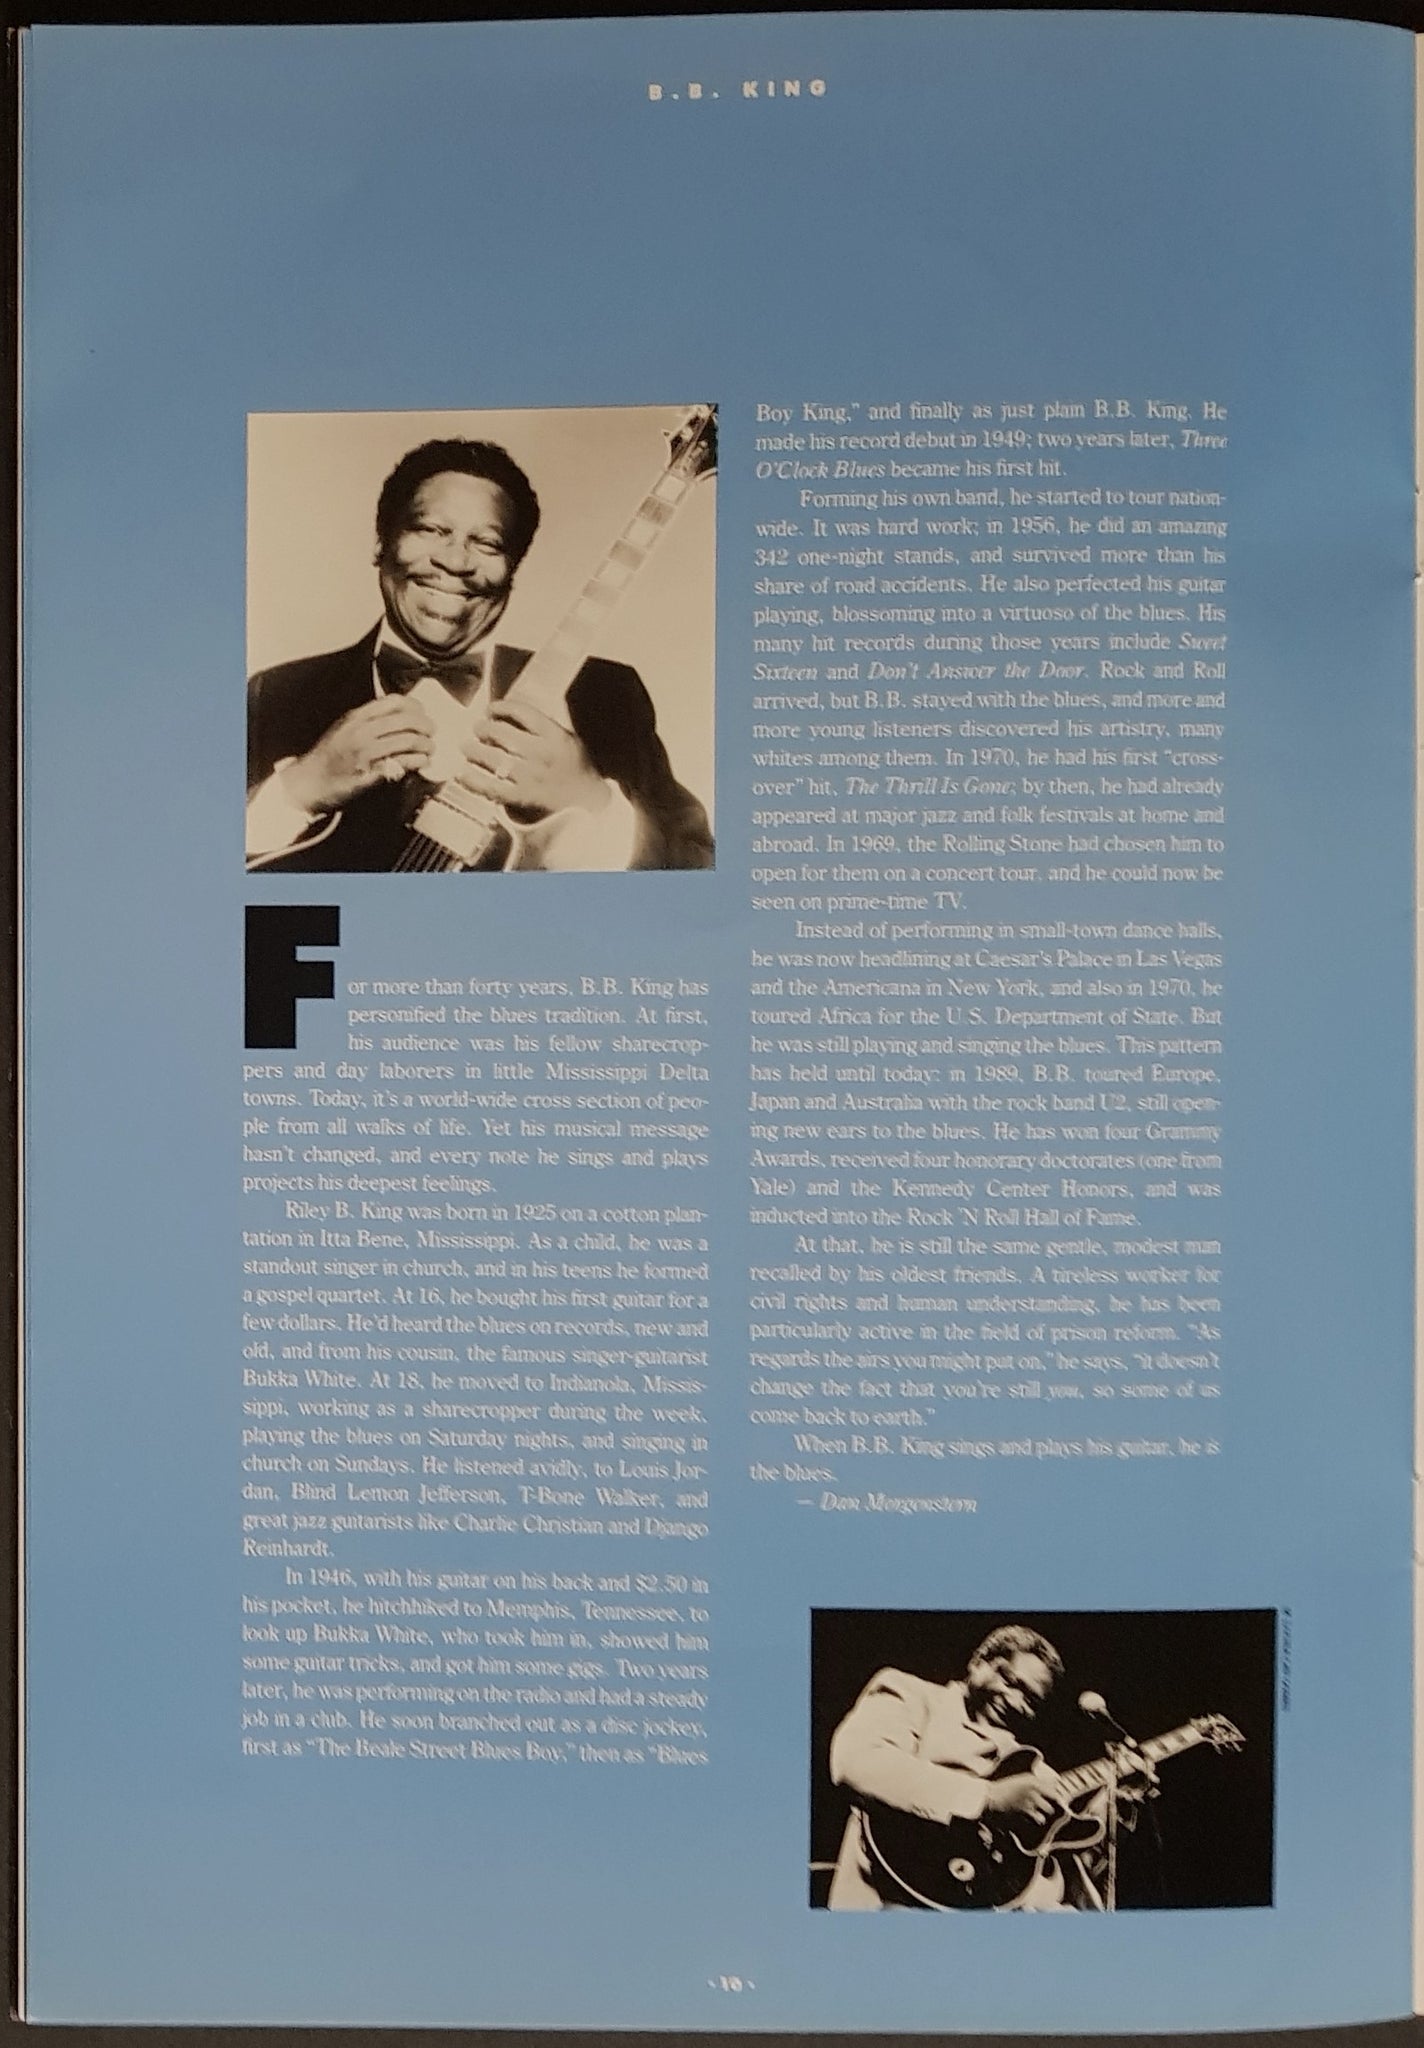 B.B. KING
For more than forty years, B.B. King has
personified the blues tradition. At first,
his audience was his fellow sharecrop-
pers and day laborers in little Mississippi Delta
towns. Today, it's a world-wide cross section of peo-
ple from all walks of life. Yet his musical message
hasn't changed, and every note he sings and plays
projects his deepest feelings.
Riley B. King was born in 1925 on a cotton plan-
tation in Itta Bene, Mississippi. As a child, he was a
standout singer in church, and in his teens he formed
a gospel quartet. At 16, he bought his first guitar for a
few dollars. He'd heard the blues on records, new and
old, and from his cousin, the famous singer-guitarist
Bukka White. At 18, he moved to Indianola, Missis-
sippi, working as a sharecropper during the week,
playing the blues on Saturday nights, and singing in
church on Sundays. He listened avidly, to Louis Jor-
dan, Blind Lemon Jefferson, T-Bone Walker, and
great jazz guitarists like Charlie Christian and Django
Reinhardt.
In 1946, with his guitar on his back and $2.50 in
his pocket, he hitchhiked to Memphis, Tennessee, to
look up Bukka White, who took him in, showed him
some guitar tricks, and got him some gigs. Two years
later, he was performing on the radio and had a steady
job in a club. He soon branched out as a disc jockey,
first as "The Beale Street Blues Boy," then as "Blues
Boy King," and finally as just plain B.B. King. He
made his record debut in 1949; two years later, Three
O'Clock Blues became his first hit.
Forming his own band, he started to tour nation-
wide. It was hard work; in 1956, he did an amazing
342 one-night stands, and survived more than his
share of road accidents. He also perfected his guitar
playing, blossoming into a virtuoso of the blues. His
many hit records during those years include Sweet
Sixteen and Don't Answer the Door. Rock and Roll
arrived, but B.B. stayed with the blues, and more and
more young listeners discovered his artistry, many
whites among them. In 1970, he had his first "cross-
over" hit, The Thrill Is Gone; by then, he had already
appeared at major jazz and folk festivals at home and
abroad. In 1969, the Rolling Stone had chosen him to
open for them on a concert tour, and he could now be
seen on prime-time TV.
Instead of performing in small-town dance halls,
he was now headlining at Caesar's Palace in Las Vegas
and the Americana in New York, and also in 1970, he
toured Africa for the U.S. Department of State. But
he was still playing and singing the blues. This pattern
has held until today: in 1989, B.B. toured Europe,
Japan and Australia with the rock band U2, still open-
ing new ears to the blues. He has won four Grammy
Awards, received four honorary doctorates (one from
Yale) and the Kennedy Center Honors, and was
inducted into the Rock 'N Roll Hall of Fame.
At that, he is still the same gentle, modest man
recalled by his oldest friends. A tireless worker for
civil rights and human understanding, he has been
particularly active in the field of prison reform. "As
regards the airs you might put on," he says, "it doesn't
change the fact that you're still you, so some of us
come back to earth."
When B.B. King sings and plays his guitar, he is
the blues.
— Dan Morgenstern
- 10 -